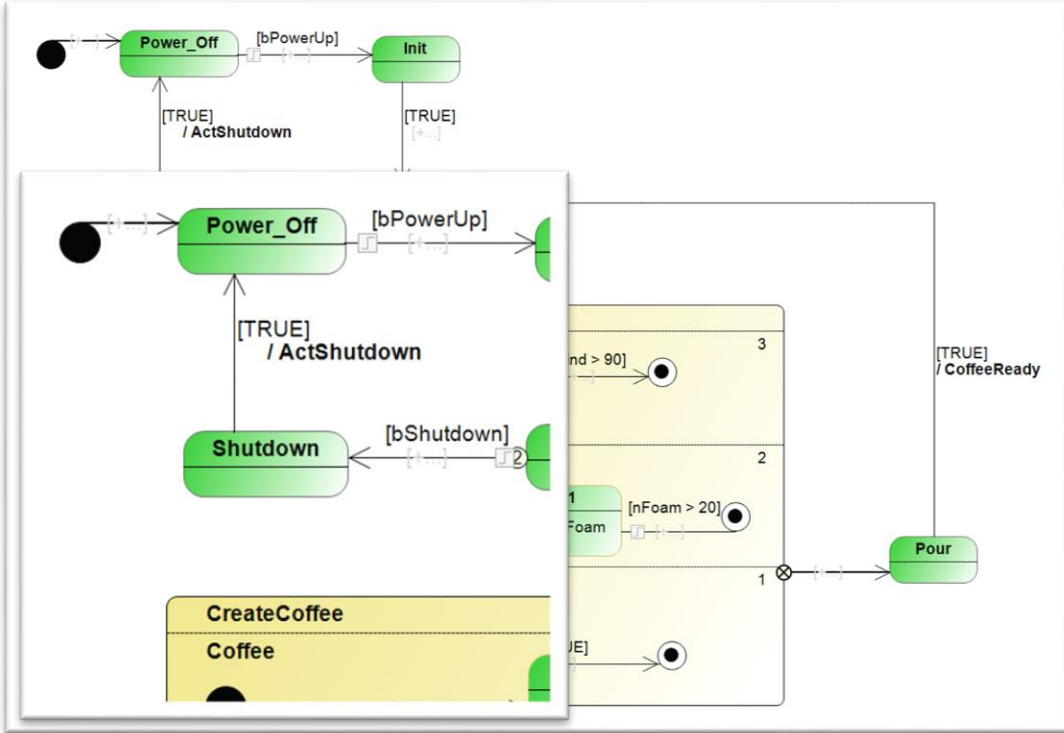 [+...]
Power_Off
[bPowerUp]
[+...]
Init
[TRUE]
/ ActShutdown
[TRUE]
[+...]
[+...]
Power_Off
[bPowerUp]
[+...]
[TRUE]
/ ActShutdown
Shutdown
[bShutdown]
[+...]
2
CreateCoffee
Coffee
3
nd > 90]
2
1
Foam
[nFoam > 20]
[+...]
1
[+...]
Pour
[TRUE]
/ CoffeeReady